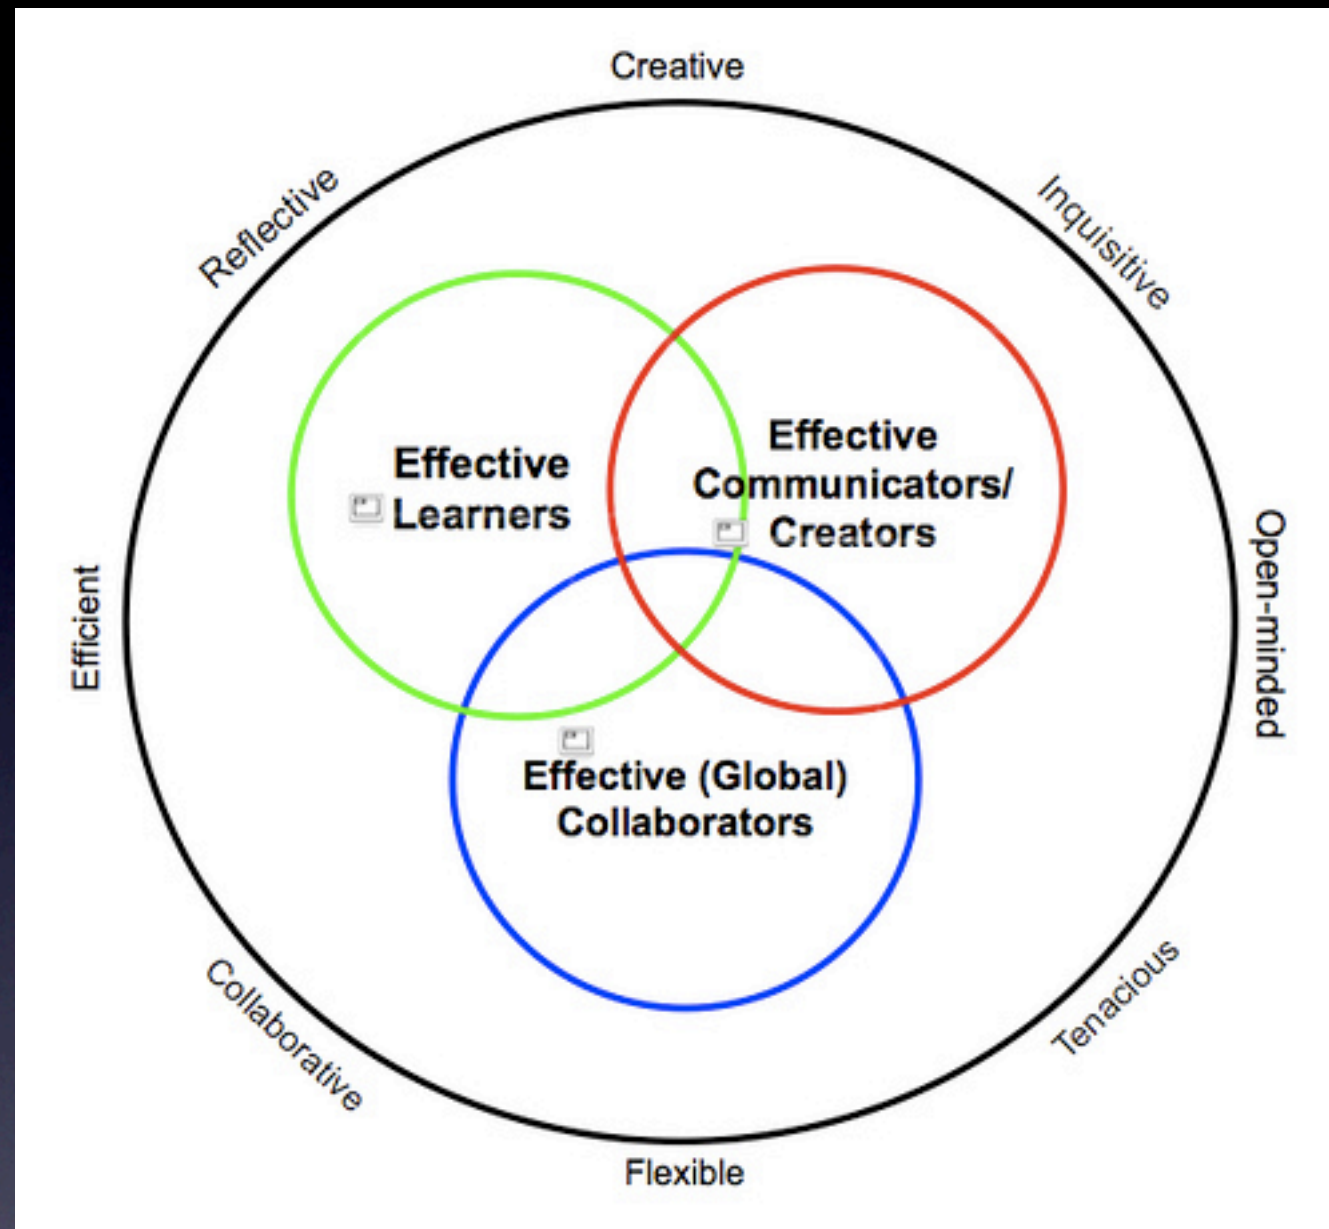 Creative
Reflective
Inquisitive
Effective
Learners
Effective
Communicators/
Creators
Efficient
Open-minded
Effective (Global)
Collaborators
Collaborative
Tenacious
Flexible